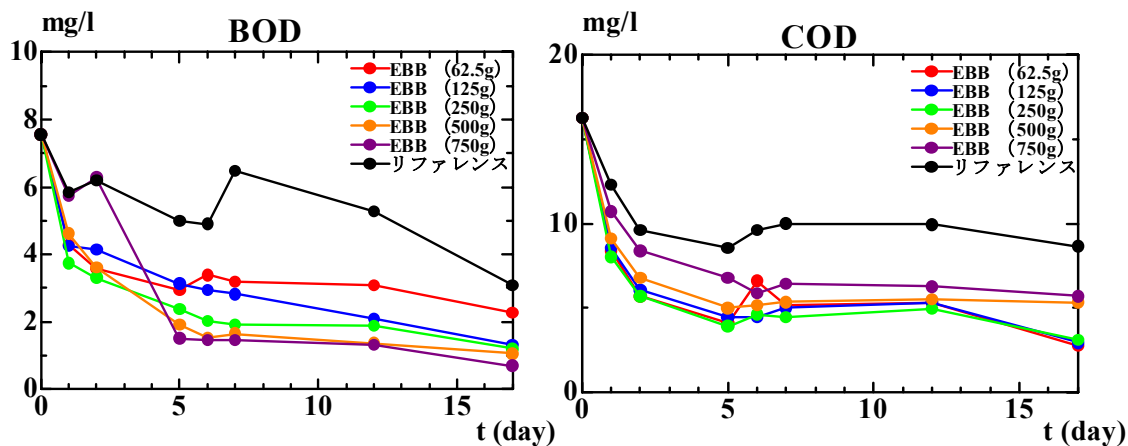 mg/l
BOD
10
8
6
4
2
0
0
5
10
15
t (day)
EBB (62.5g)
EBB (125g)
EBB (250g)
EBB (500g)
EBB (750g)
リファレンス
mg/l
COD
20
10
0
0
5
10
15
t (day)
EBB (62.5g)
EBB (125g)
EBB (250g)
EBB (500g)
EBB (750g)
リファレンス